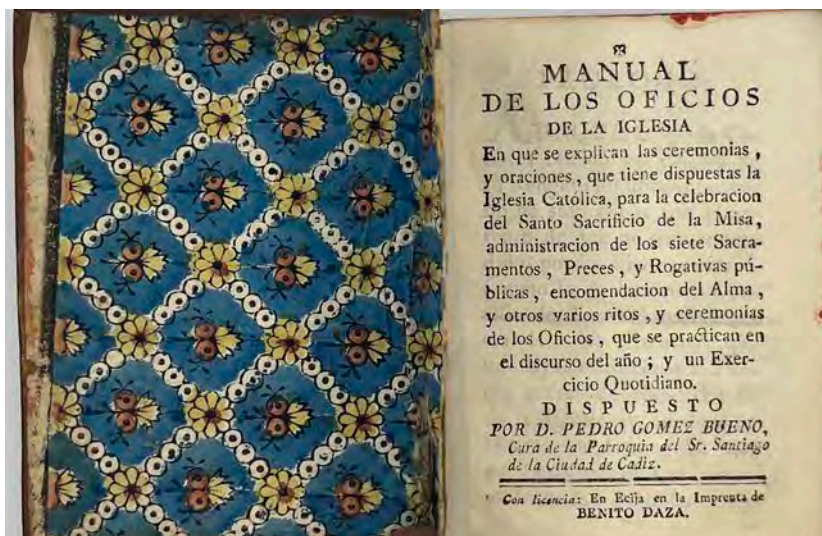 MANUAL
DE LOS OFICIOS
DE LA IGLESIA
En que se explican las ceremonias ,
y oraciones , que tiene dispuestas la
Iglesia Católica, para la celebracion
del Santo Sacrificio de la Misa,
administracion de los siete Sacra-
mentos , Preces , y Rogativas pú-
blicas , encomendacion del Alma ,
y otros varios ritos , y ceremonias
de los Oficios , que se practican en
el discurso del año ; y un Exer-
cicio Quotidiano.
DISPUESTO
POR D. PEDRO GOMEZ BUENO,
Cura de la Parroquia del Sr. Santiago
de la Ciudad de Cadiz.
Con licencia: En Ecija en la Imprenta de
BENITO DAZA.